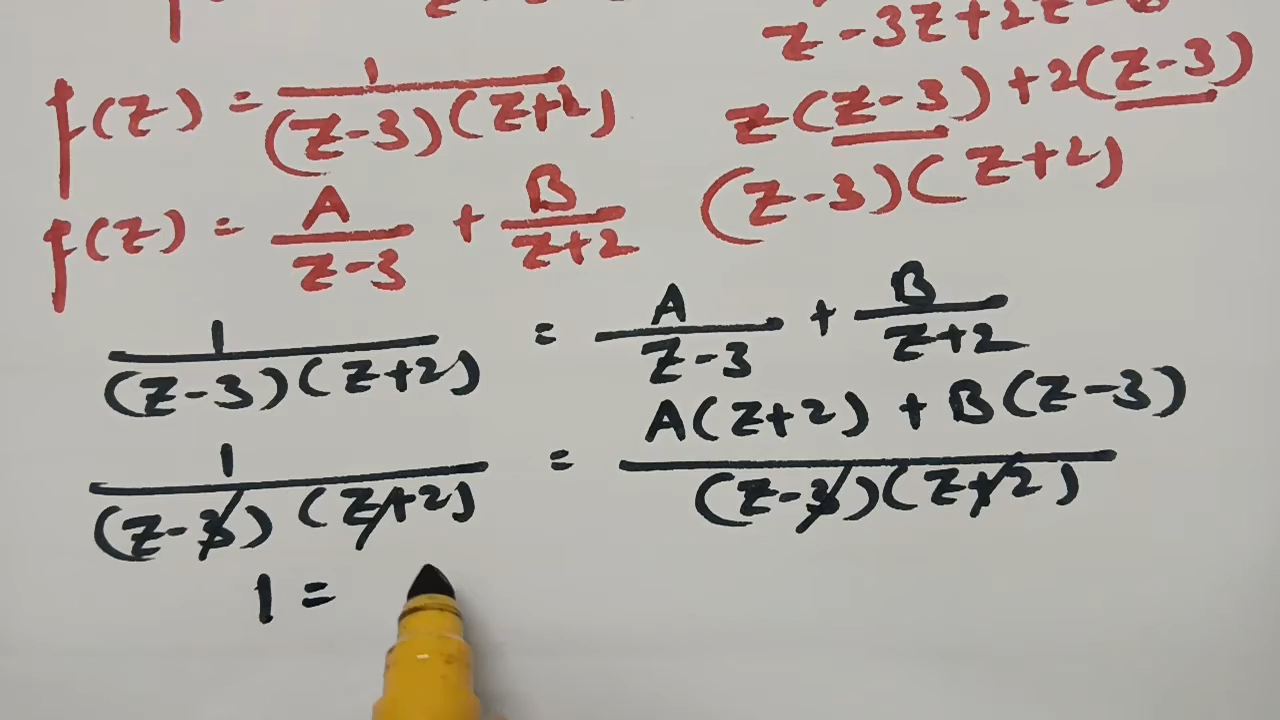 z - 3z + 2z - 6
z(z-3) + 2(z-3)
f(z) = 1/((z-3)(z+2))
(z-3)(z+2)
f(z) = A/(z-3) + B/(z+2)
1/((z-3)(z+2)) = A/(z-3) + B/(z+2)
1/((z-3)(z+2)) = (A(z+2) + B(z-3))/((z-3)(z+2))
1 =